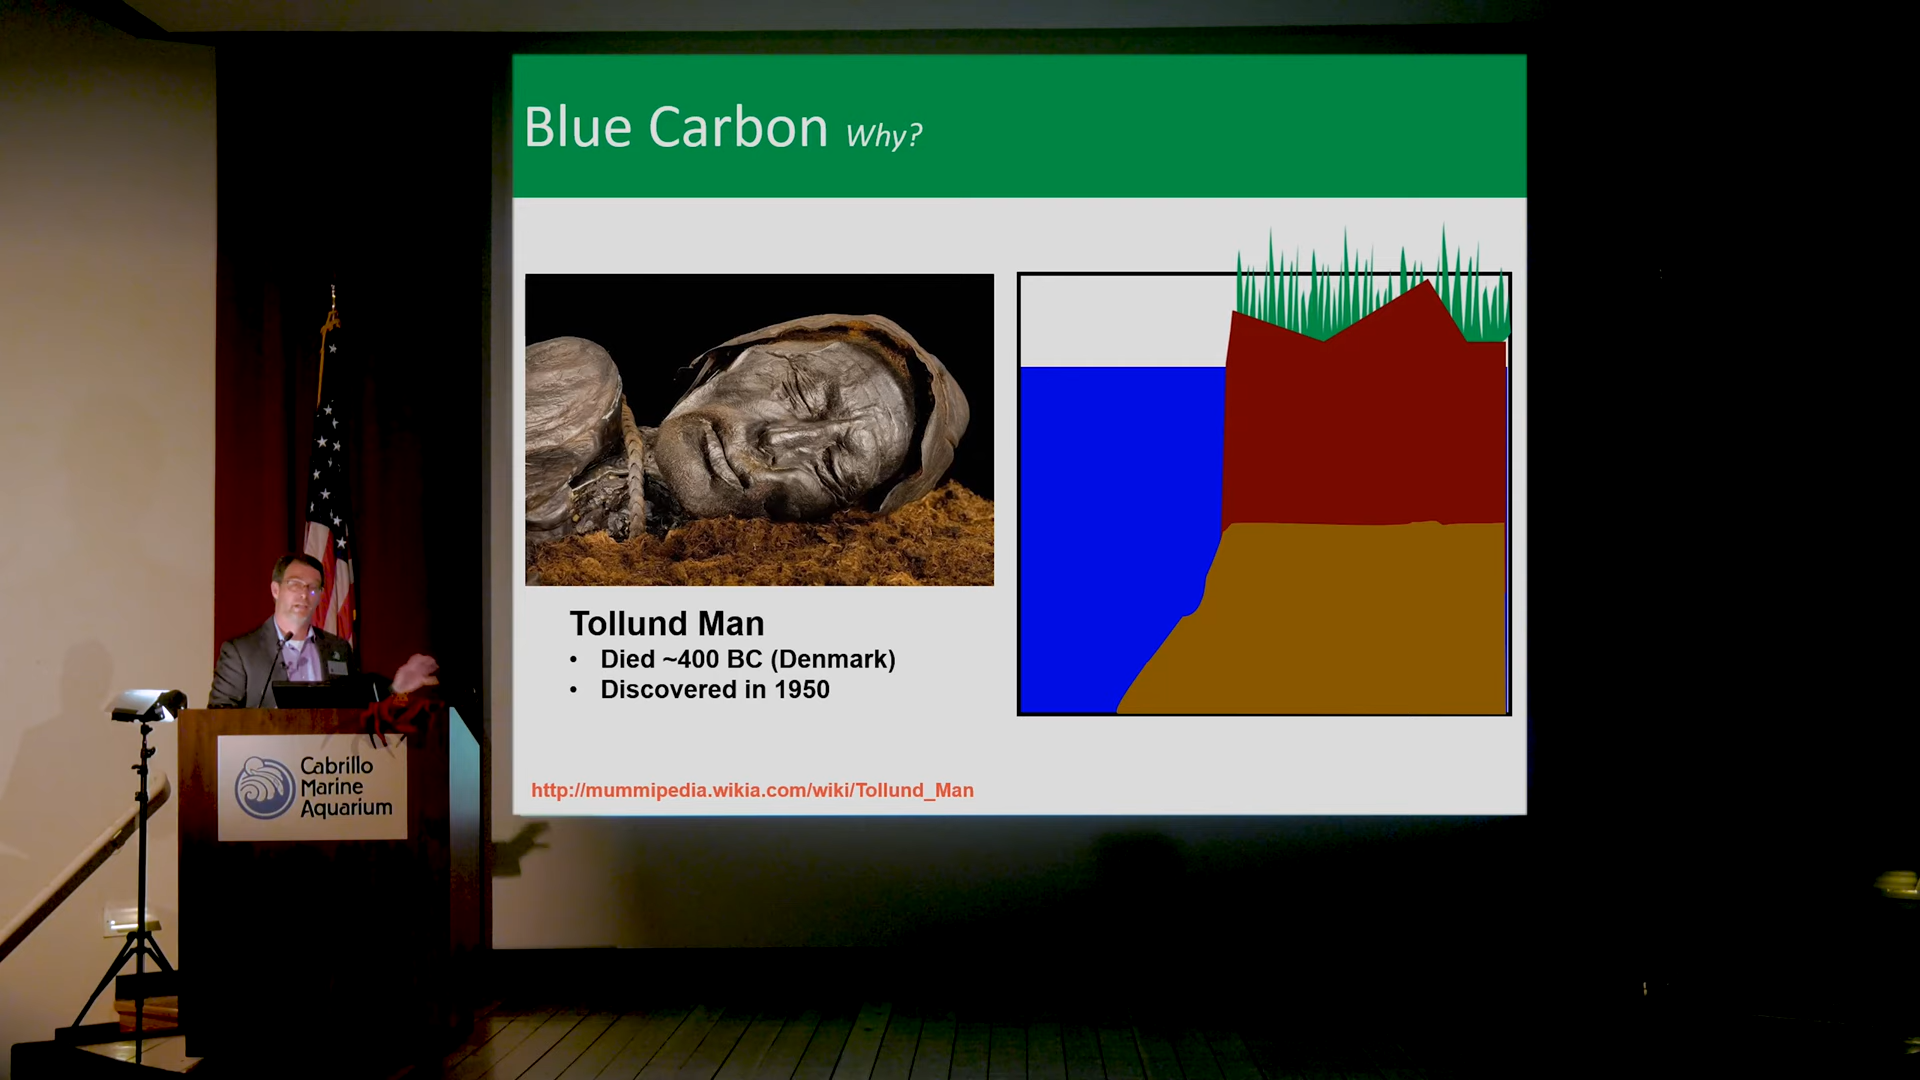 Blue Carbon Why?
Tollund Man
• Died ~400 BC (Denmark)
• Discovered in 1950
http://mummipedia.wikia.com/wiki/Tollund_Man
Cabrillo
Marine
Aquarium